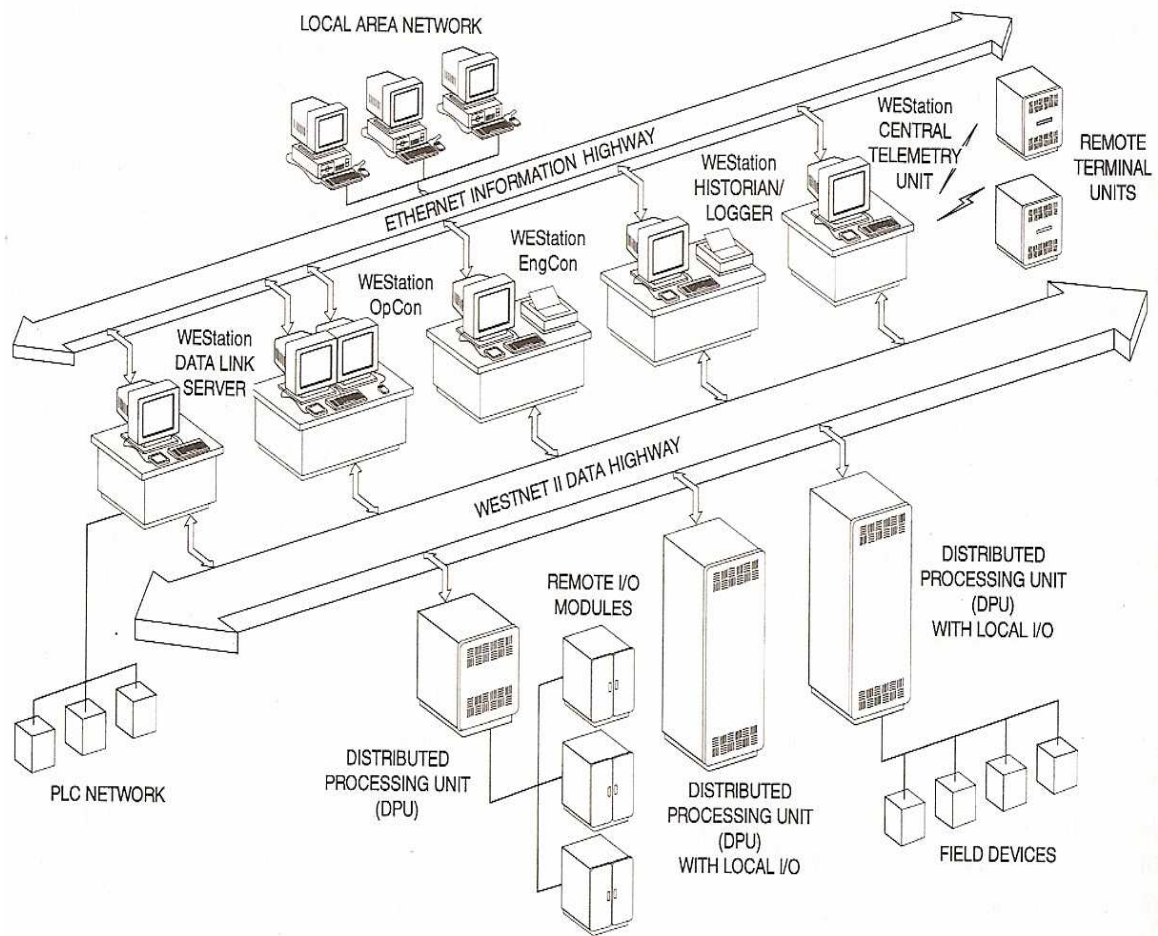 LOCAL AREA NETWORK
ETHERNET INFORMATION HIGHWAY
WEStation
CENTRAL
TELEMETRY
UNIT
REMOTE
TERMINAL
UNITS
WEStation
HISTORIAN/
LOGGER
WEStation
EngCon
WEStation
OpCon
WEStation
DATA LINK
SERVER
WESTNET II DATA HIGHWAY
DISTRIBUTED
PROCESSING UNIT
(DPU)
WITH LOCAL I/O
REMOTE I/O
MODULES
DISTRIBUTED
PROCESSING UNIT
(DPU)
DISTRIBUTED
PROCESSING UNIT
(DPU)
WITH LOCAL I/O
PLC NETWORK
FIELD DEVICES